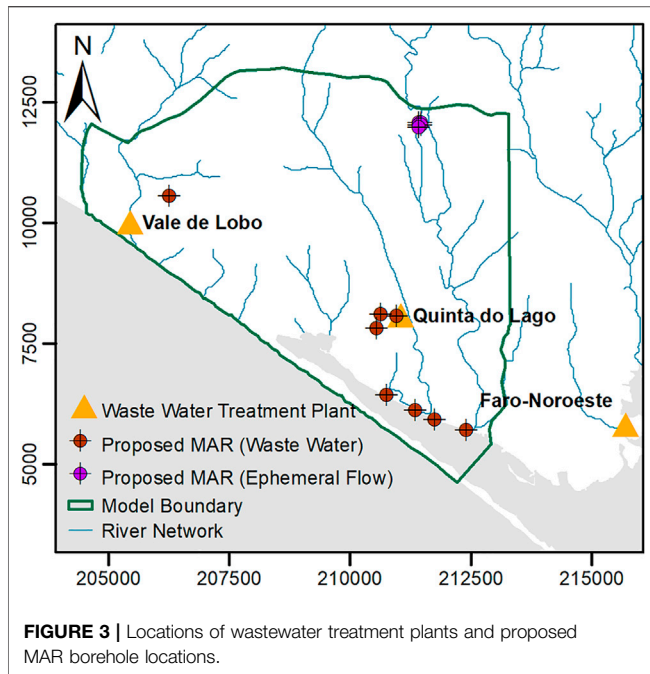 N
12500
10000
7500
5000
Vale de Lobo
Quinta do Lago
Faro-Noroeste
Waste Water Treatment Plant
Proposed MAR (Waste Water)
Proposed MAR (Ephemeral Flow)
Model Boundary
River Network
205000 207500 210000 212500 215000
FIGURE 3 | Locations of wastewater treatment plants and proposed
MAR borehole locations.